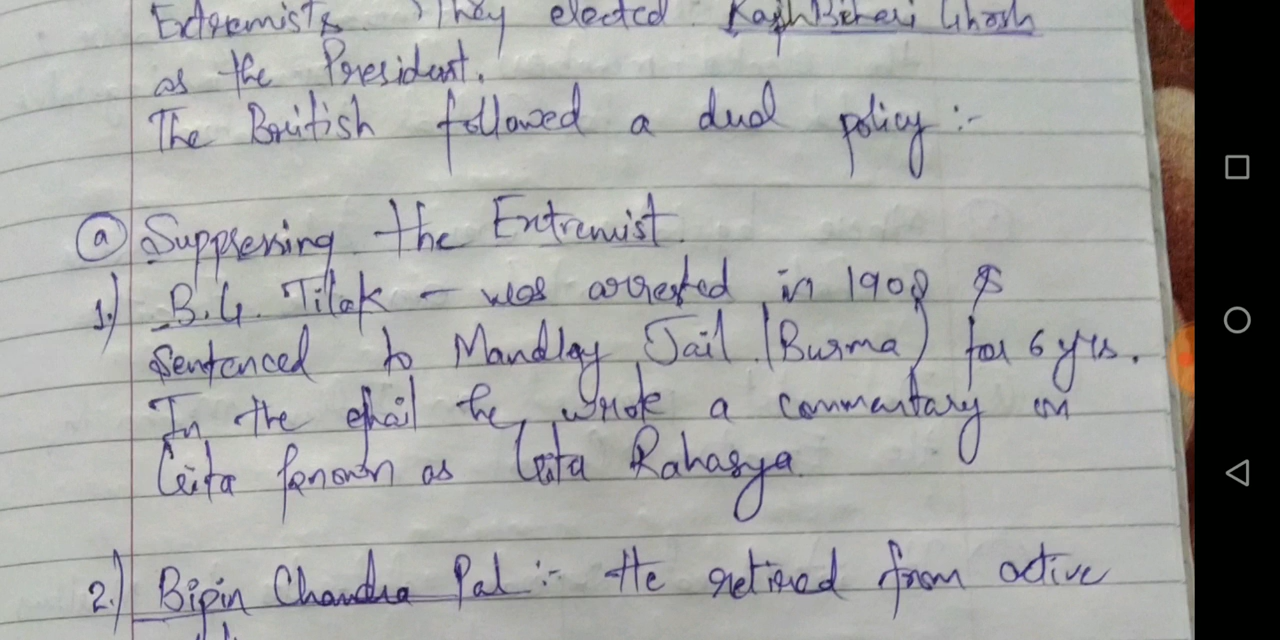 Extremists. They elected Rash Bihari Ghosh
as the President.
The British followed a dual policy :-
(a) Suppressing the Extremist
1.) B.G. Tilak - was arrested in 1908 &
Sentenced to Mandlay Jail (Burma) for 6 yrs.
In the jail he wrote a commentary on
Gita known as Gita Rahasya
2.) Bipin Chandra Pal :- He retired from active